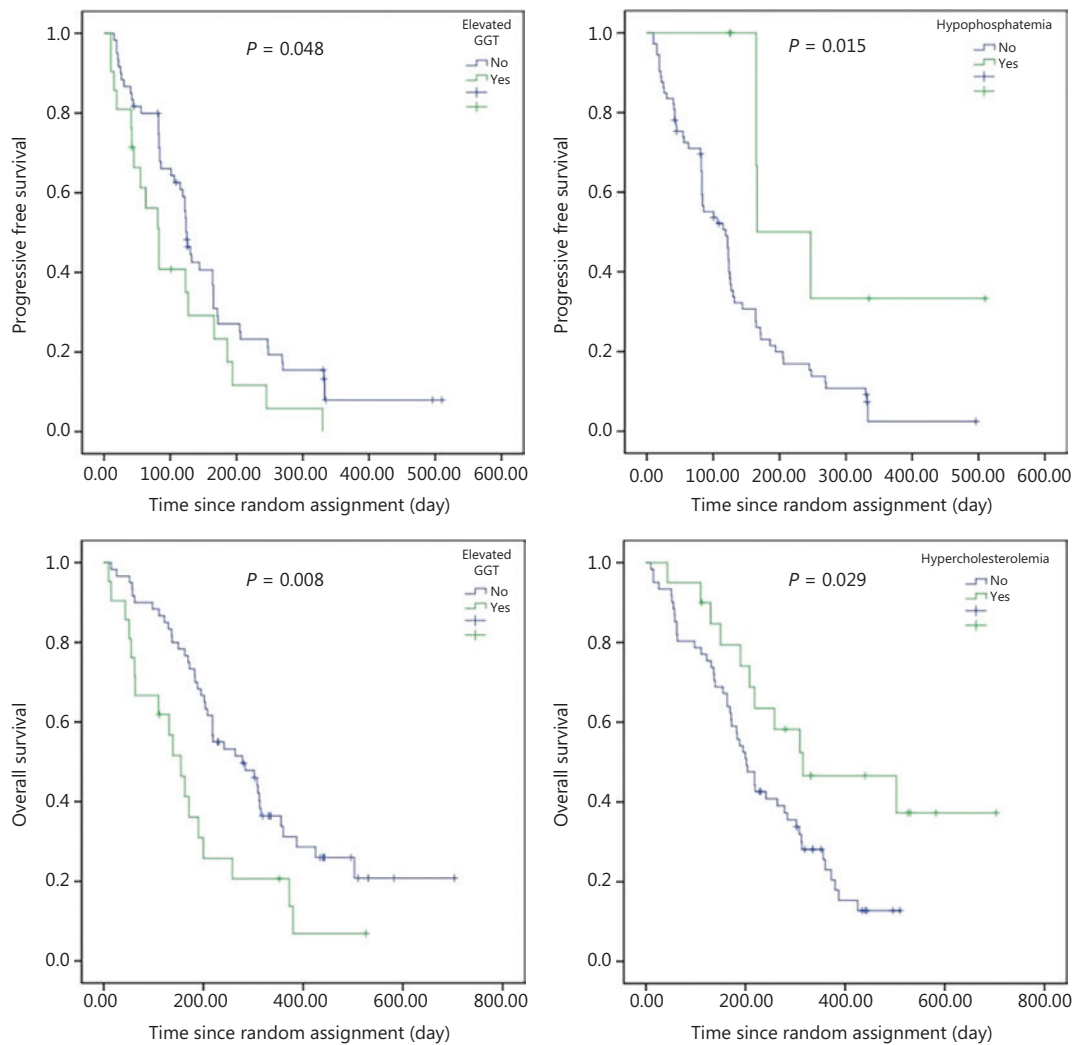 Elevated
GGT
P = 0.048
No
Yes
1.0
0.8
0.6
0.4
0.2
0.0
Progressive free survival
0.00 100.00 200.00 300.00 400.00 500.00 600.00
Time since random assignment (day)
Hypophosphatemia
P = 0.015
No
Yes
1.0
0.8
0.6
0.4
0.2
0.0
Progressive free survival
0.00 100.00 200.00 300.00 400.00 500.00 600.00
Time since random assignment (day)
Elevated
GGT
P = 0.008
No
Yes
1.0
0.8
0.6
0.4
0.2
0.0
Overall survival
0.00 200.00 400.00 600.00 800.00
Time since random assignment (day)
Hypercholesterolemia
P = 0.029
No
Yes
1.0
0.8
0.6
0.4
0.2
0.0
Overall survival
0.00 200.00 400.00 600.00 800.00
Time since random assignment (day)